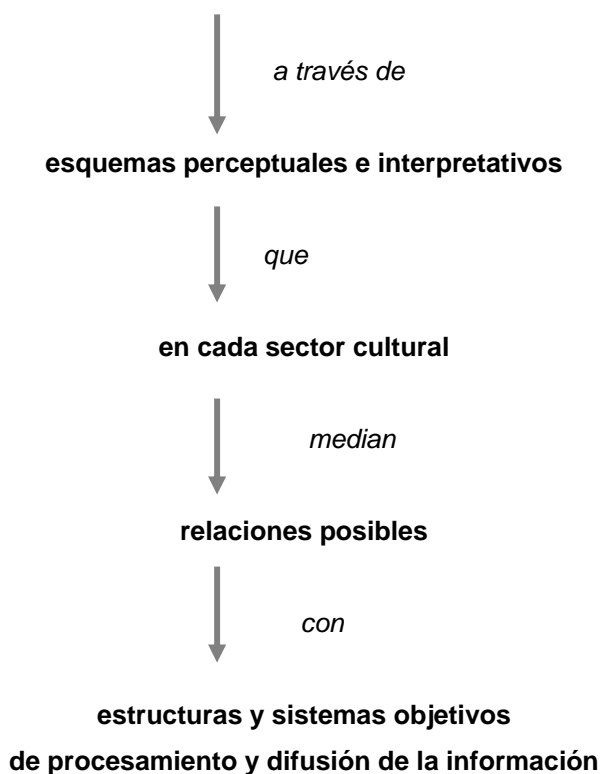 a través de
esquemas perceptuales e interpretativos
que
en cada sector cultural
median
relaciones posibles
con
estructuras y sistemas objetivos
de procesamiento y difusión de la información